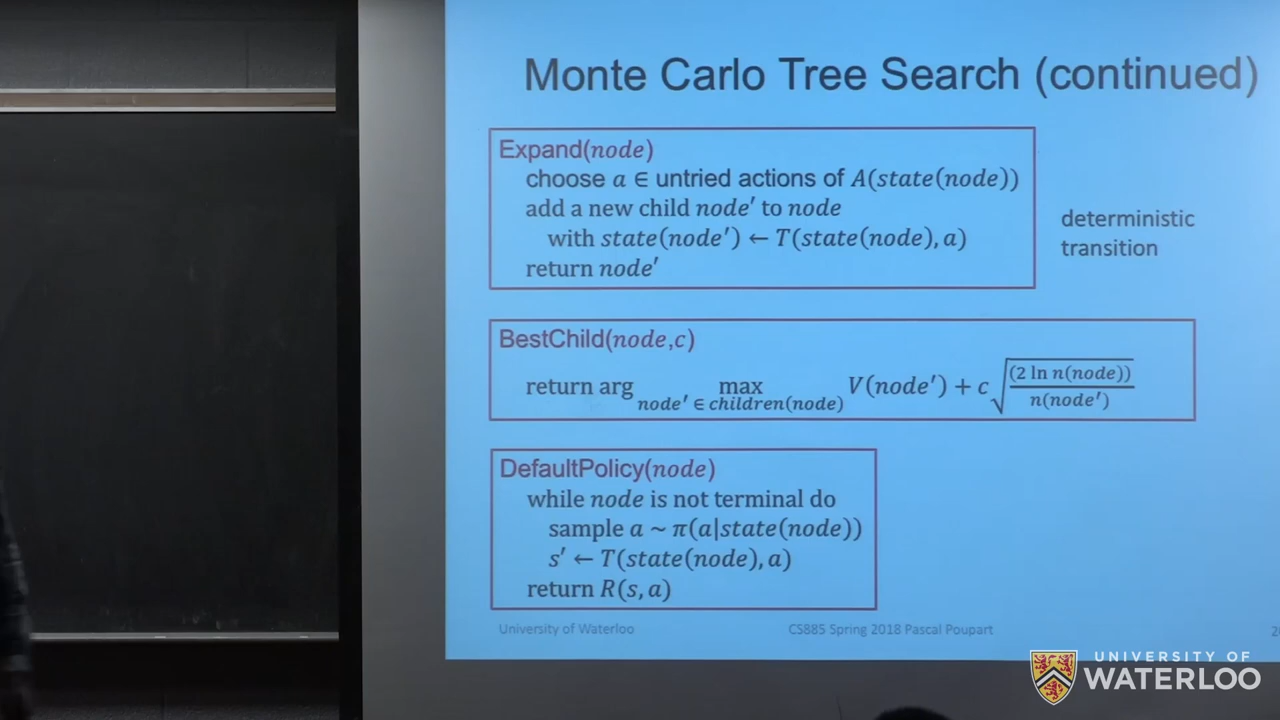 Monte Carlo Tree Search (continued)
Expand(node)
choose a ∈ untried actions of A(state(node))
add a new child node′ to node
with state(node′) ← T(state(node), a)
return node′
deterministic
transition
BestChild(node,c)
return arg max node′ ∈ children(node) V(node′) + c √((2 ln n(node)) / n(node′))
DefaultPolicy(node)
while node is not terminal do
sample a ~ π(a|state(node))
s′ ← T(state(node), a)
return R(s, a)
University of Waterloo
CS885 Spring 2018 Pascal Poupart
UNIVERSITY OF
WATERLOO